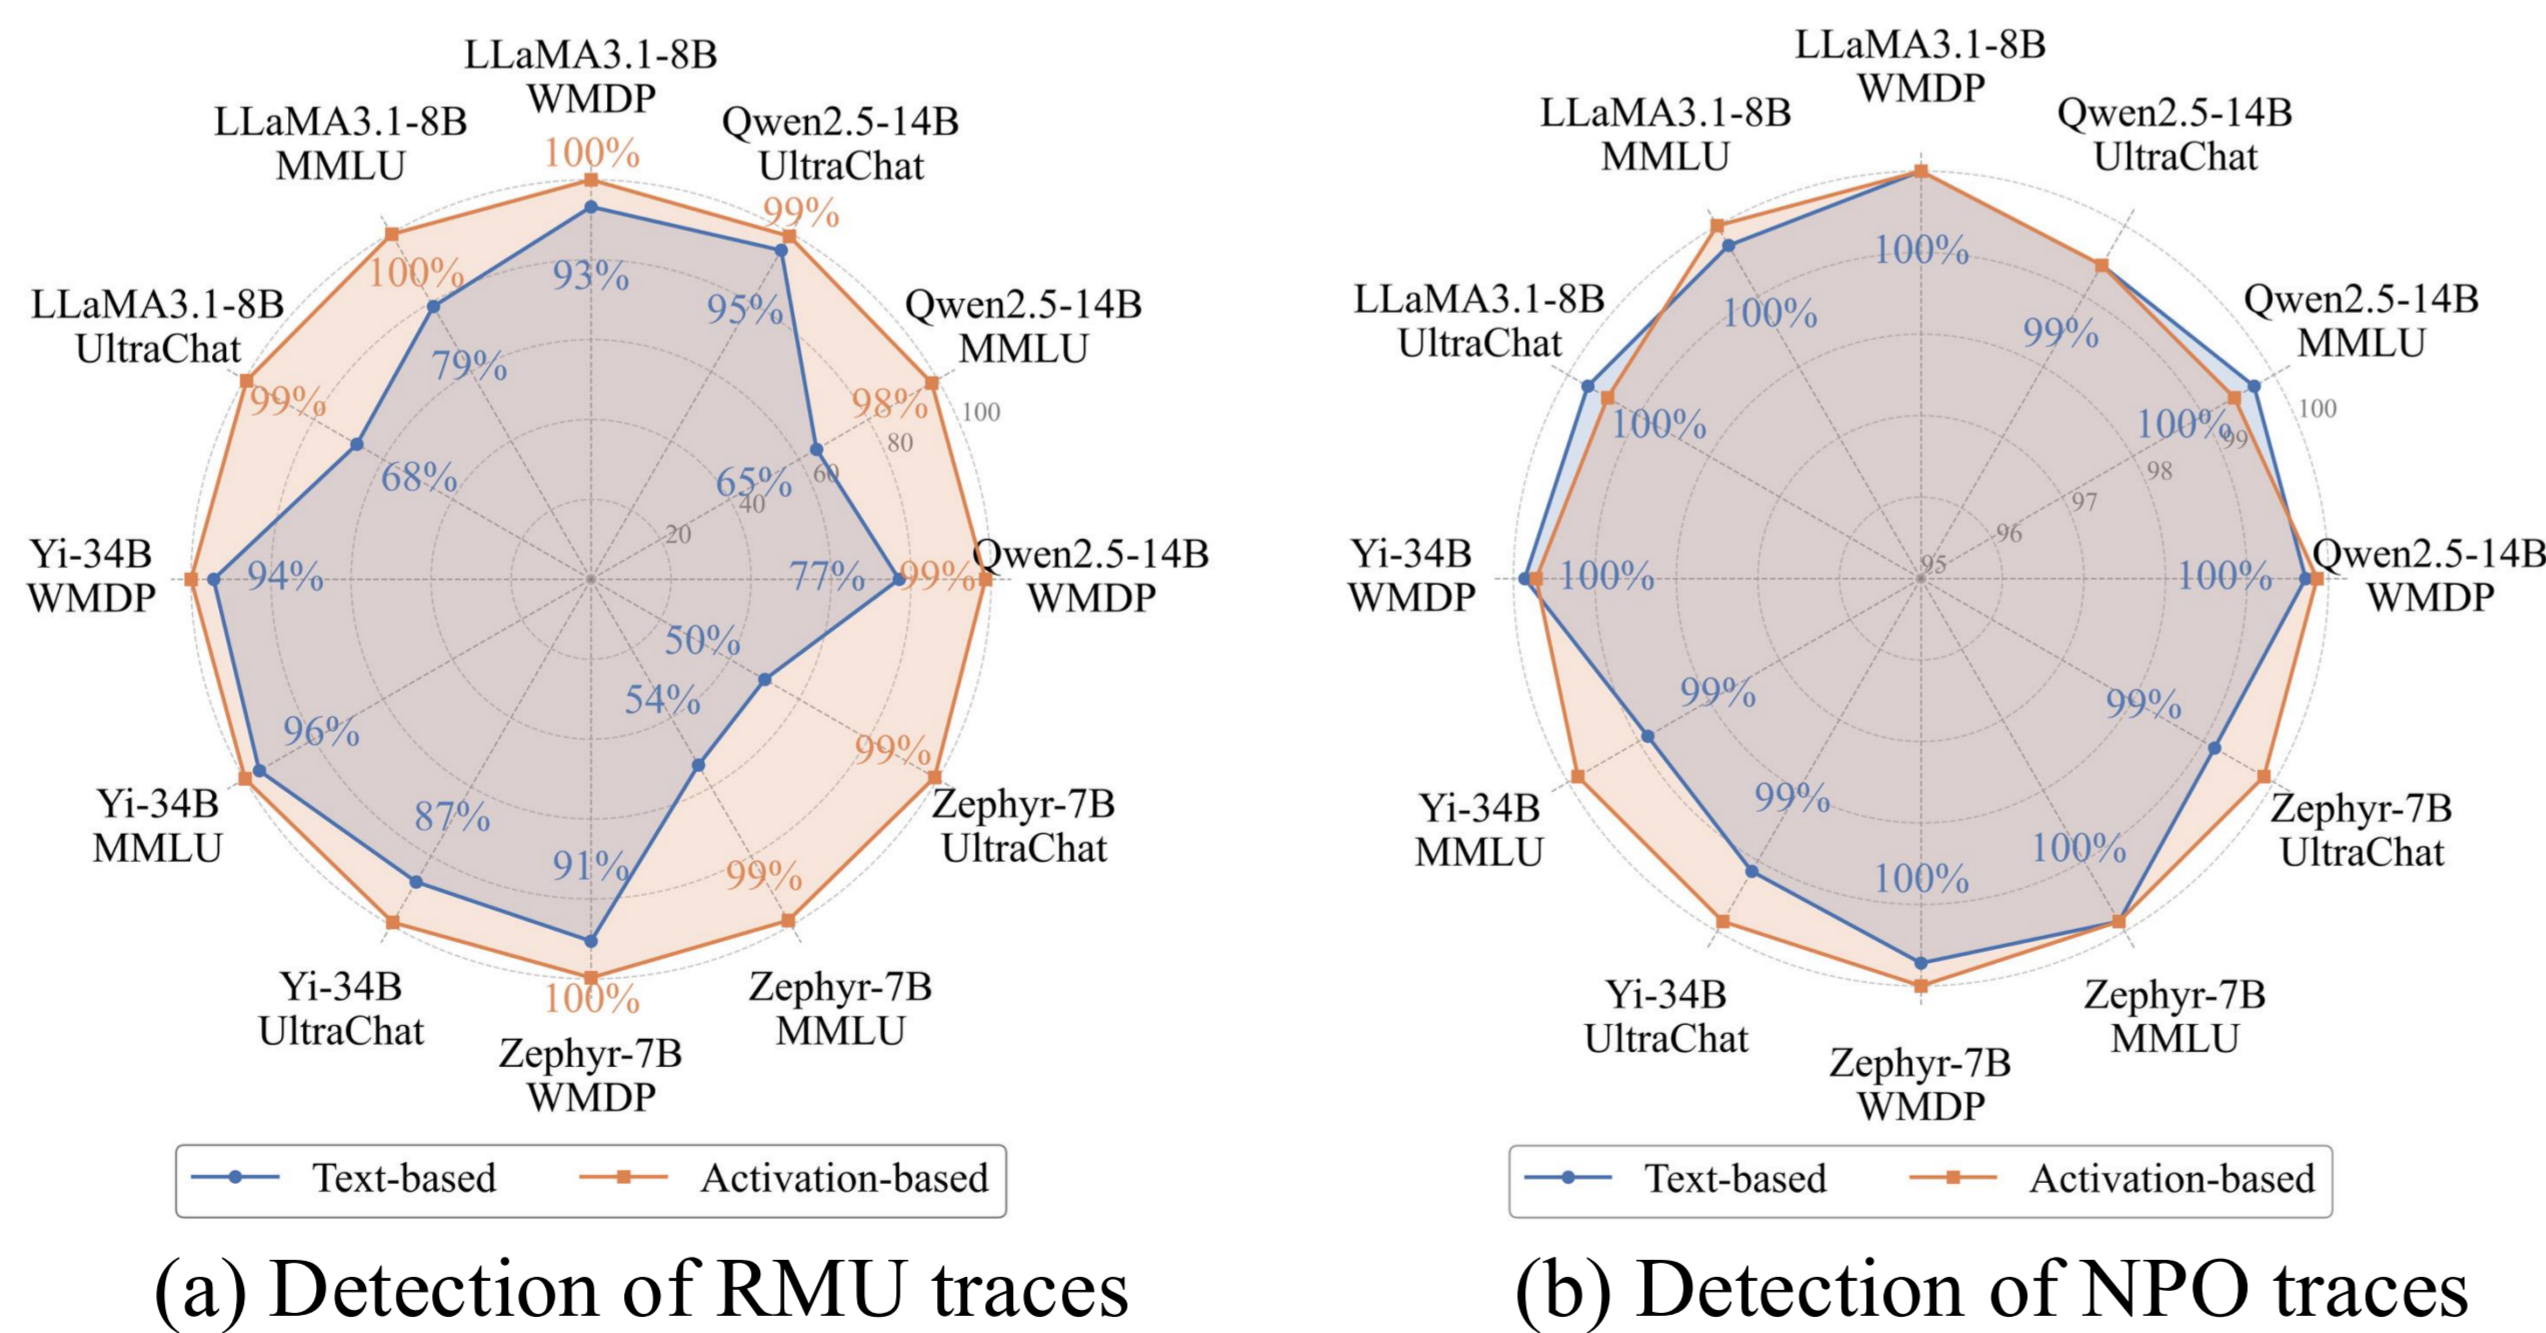 LLaMA3.1-8B
WMDP
Qwen2.5-14B
UltraChat
Qwen2.5-14B
MMLU
Qwen2.5-14B
WMDP
Zephyr-7B
UltraChat
Zephyr-7B
MMLU
Zephyr-7B
WMDP
Yi-34B
UltraChat
Yi-34B
MMLU
Yi-34B
WMDP
LLaMA3.1-8B
UltraChat
LLaMA3.1-8B
MMLU
100%
99%
98%
99%
99%
99%
100%
99%
100%
93%
95%
65%
77%
50%
54%
91%
87%
96%
94%
68%
79%
20
40
60
80
100
Text-based
Activation-based
(a) Detection of RMU traces
LLaMA3.1-8B
WMDP
Qwen2.5-14B
UltraChat
Qwen2.5-14B
MMLU
Qwen2.5-14B
WMDP
Zephyr-7B
UltraChat
Zephyr-7B
MMLU
Zephyr-7B
WMDP
Yi-34B
UltraChat
Yi-34B
MMLU
Yi-34B
WMDP
LLaMA3.1-8B
UltraChat
LLaMA3.1-8B
MMLU
100%
99%
100%
100%
99%
100%
100%
99%
99%
100%
100%
100%
95
96
97
98
99
100
Text-based
Activation-based
(b) Detection of NPO traces